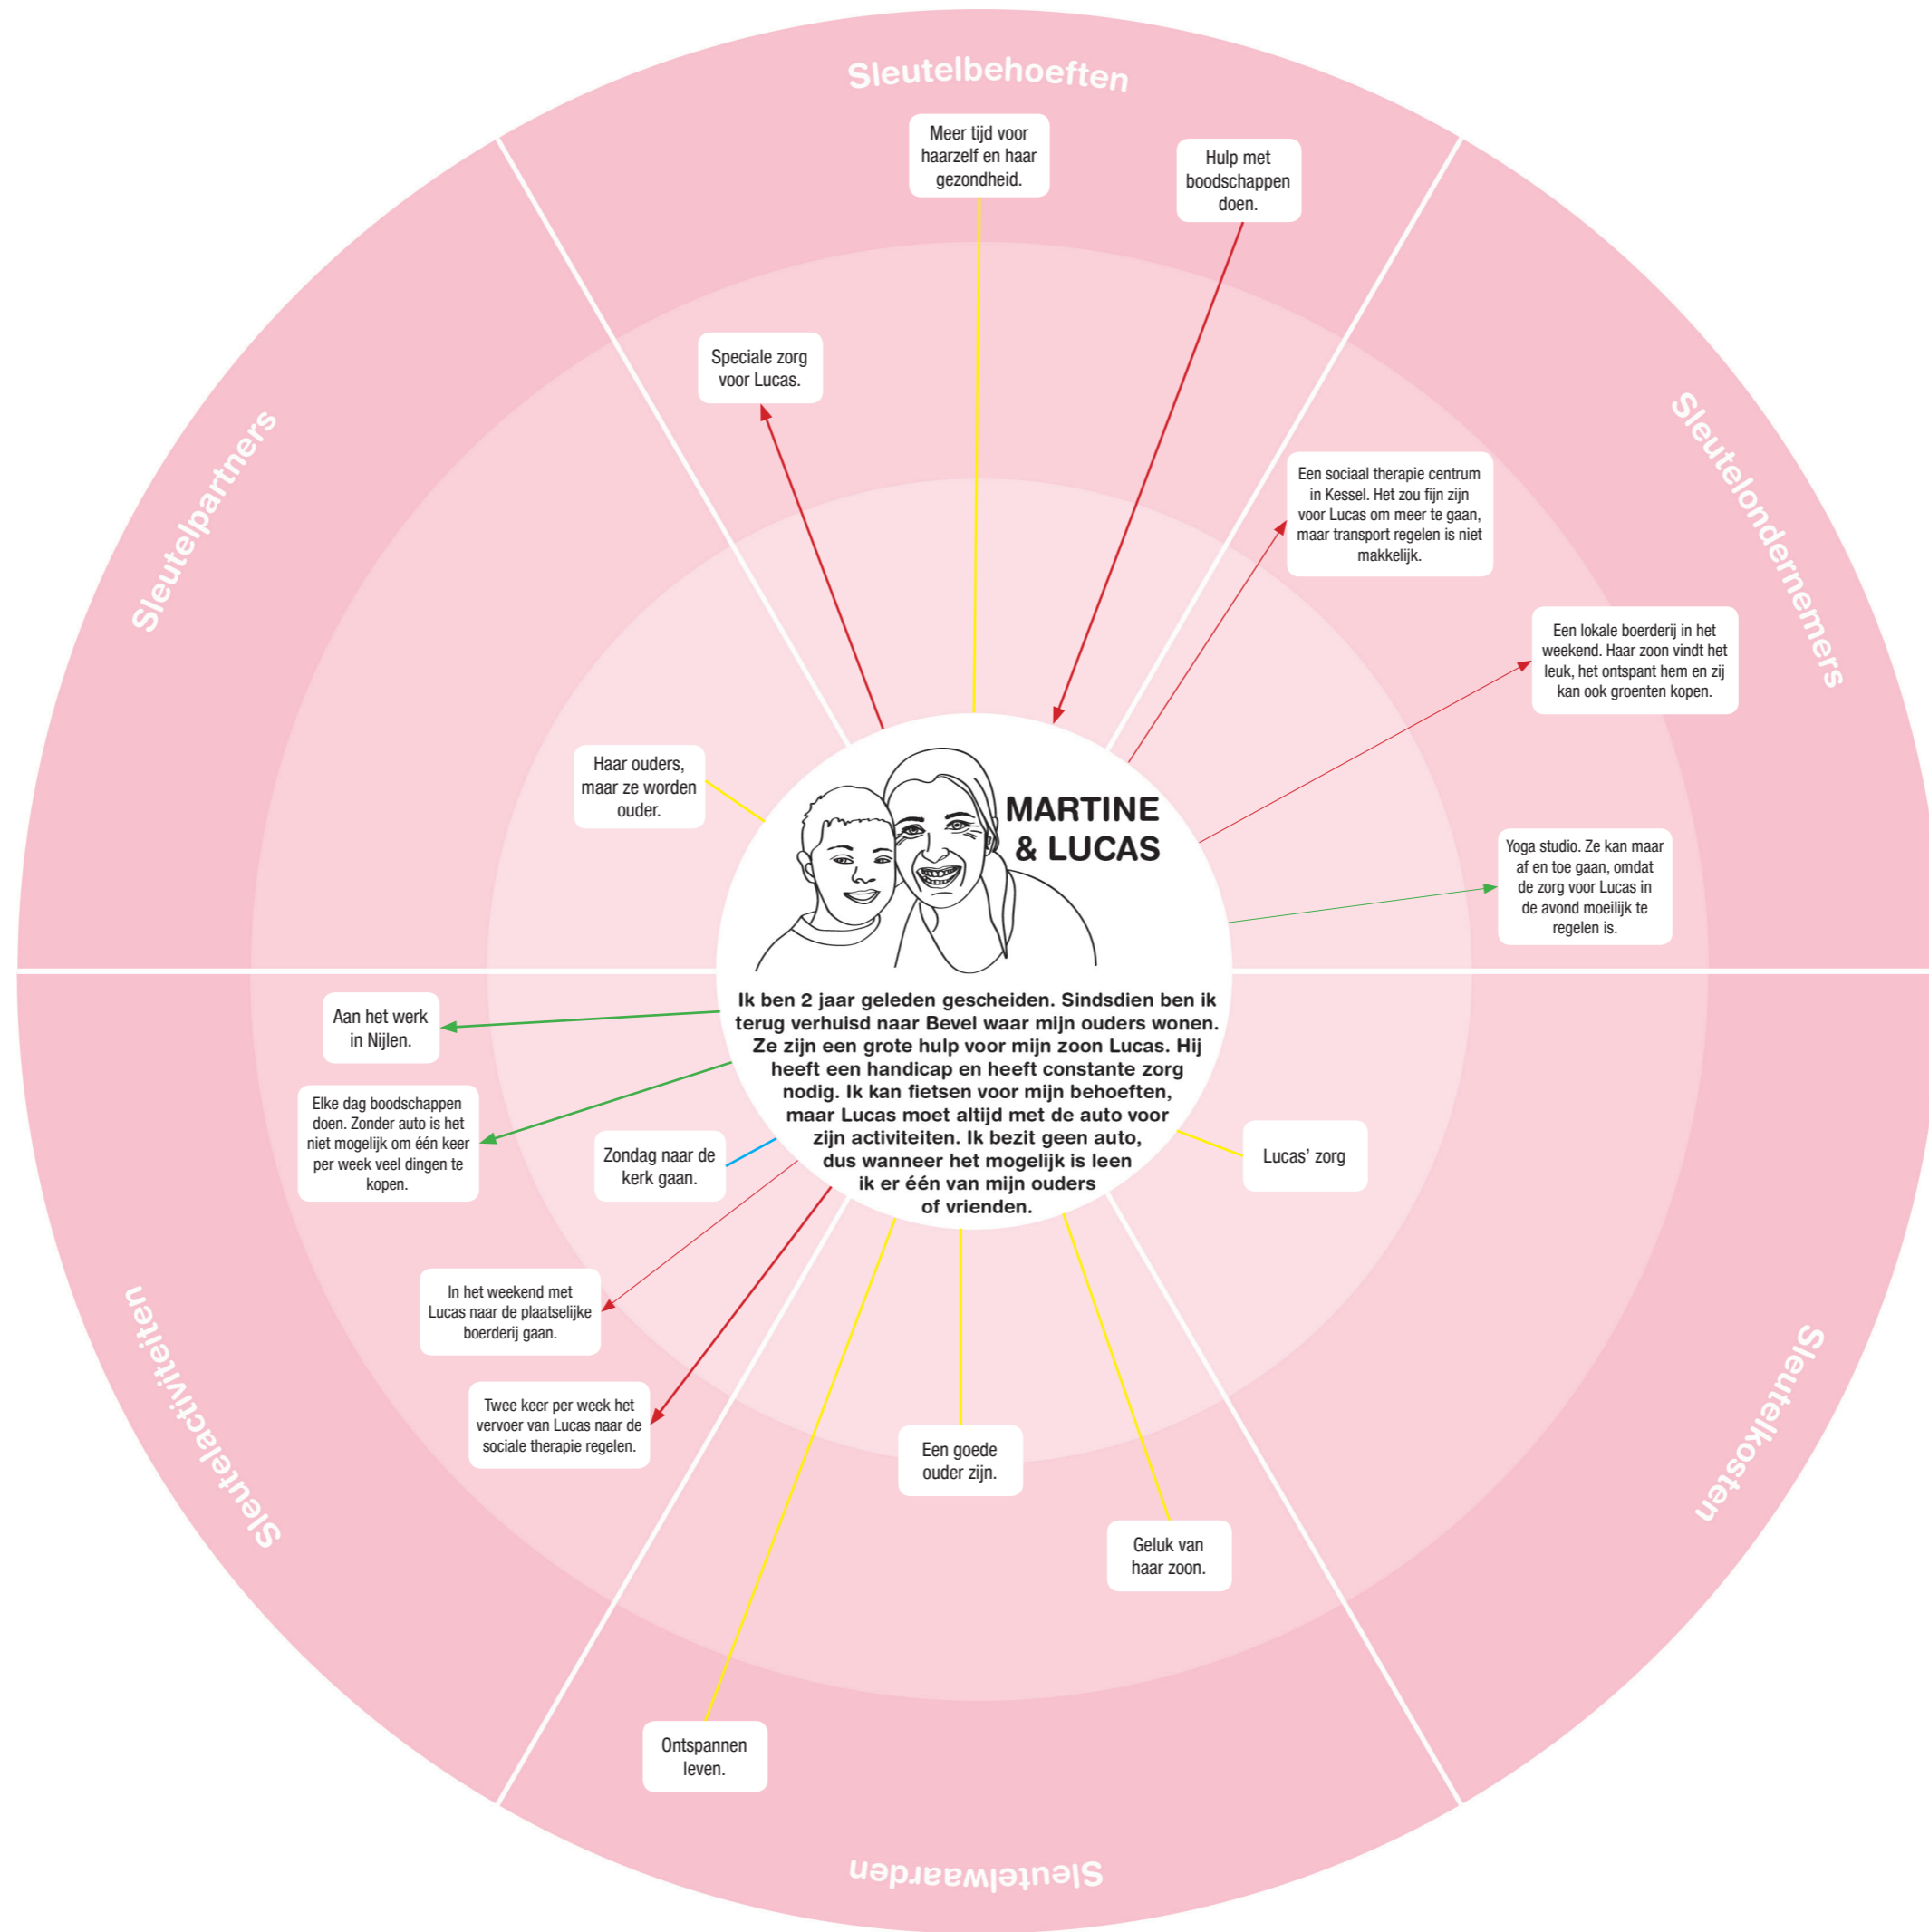 Sleutelbehoeften
Meer tijd voor
haarzelf en haar
gezondheid.
Hulp met
boodschappen
doen.
Speciale zorg
voor Lucas.
Sleutelondernemers
Een sociaal therapie centrum
in Kessel. Het zou fijn zijn
voor Lucas om meer te gaan,
maar transport regelen is niet
makkelijk.
Een lokale boerderij in het
weekend. Haar zoon vindt het
leuk, het ontspant hem en zij
kan ook groenten kopen.
Yoga studio. Ze kan maar
af en toe gaan, omdat
de zorg voor Lucas in
de avond moeilijk te
regelen is.
Sleutelpartners
Haar ouders,
maar ze worden
ouder.
MARTINE
& LUCAS
Ik ben 2 jaar geleden gescheiden. Sindsdien ben ik
terug verhuisd naar Bevel waar mijn ouders wonen.
Ze zijn een grote hulp voor mijn zoon Lucas. Hij
heeft een handicap en heeft constante zorg
nodig. Ik kan fietsen voor mijn behoeften,
maar Lucas moet altijd met de auto voor
zijn activiteiten. Ik bezit geen auto,
dus wanneer het mogelijk is leen
ik er één van mijn ouders
of vrienden.
Aan het werk
in Nijlen.
Elke dag boodschappen
doen. Zonder auto is het
niet mogelijk om één keer
per week veel dingen te
kopen.
Zondag naar de
kerk gaan.
In het weekend met
Lucas naar de plaatselijke
boerderij gaan.
Twee keer per week het
vervoer van Lucas naar de
sociale therapie regelen.
Sleutelactiviteiten
Lucas’ zorg
Sleutelkosten
Een goede
ouder zijn.
Geluk van
haar zoon.
Ontspannen
leven.
Sleutelwaarden